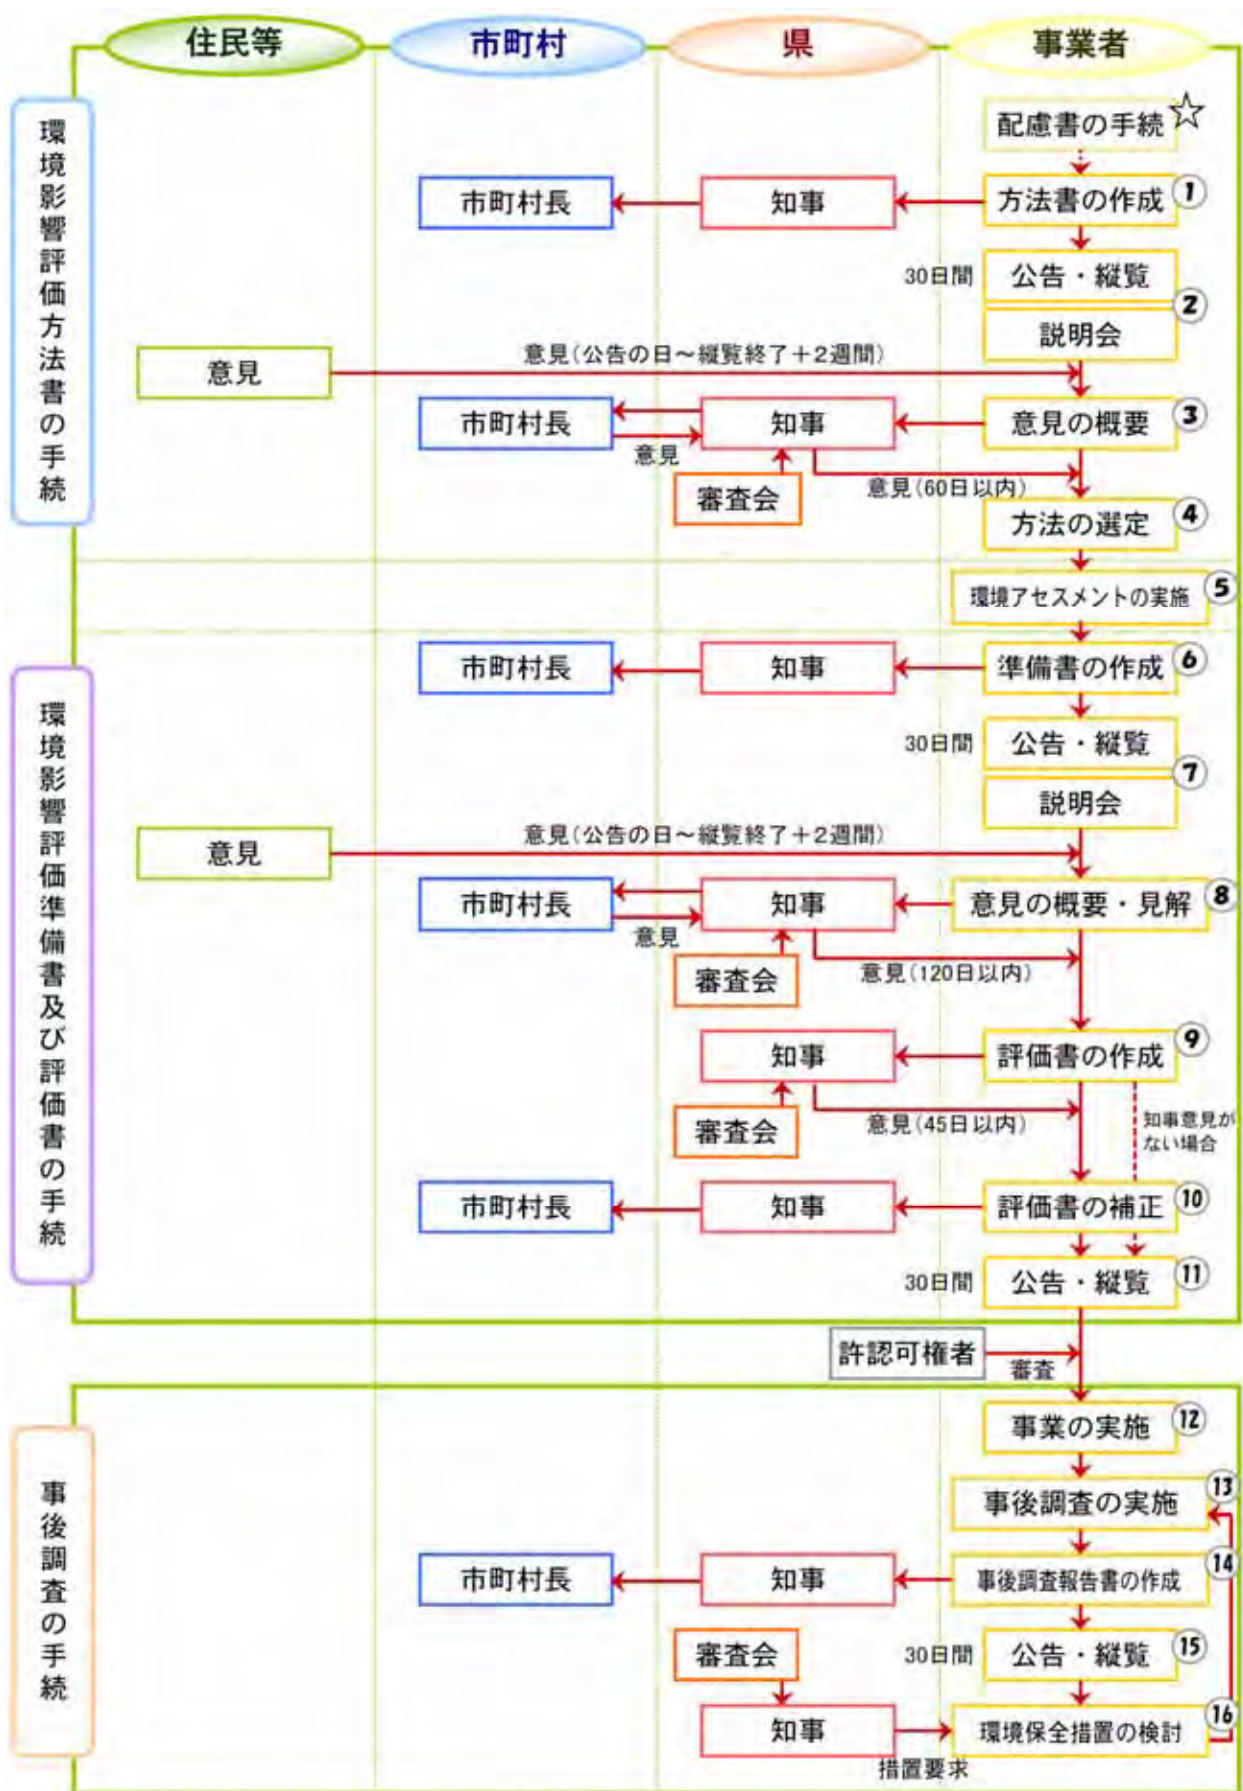 住民等
市町村
県
事業者
環境影響評価方法書の手続
配慮書の手続 ☆
市町村長
知事
方法書の作成 1
30日間
公告・縦覧
2
説明会
意見(公告の日～縦覧終了+2週間)
意見
市町村長
知事
意見の概要 3
意見
審査会
意見(60日以内)
方法の選定 4
環境アセスメントの実施 5
環境影響評価準備書及び評価書の手続
市町村長
知事
準備書の作成 6
30日間
公告・縦覧
7
説明会
意見(公告の日～縦覧終了+2週間)
意見
市町村長
知事
意見の概要・見解 8
意見
審査会
意見(120日以内)
知事
評価書の作成 9
審査会
意見(45日以内)
知事意見が
ない場合
市町村長
知事
評価書の補正 10
30日間
公告・縦覧 11
許認可権者
審査
事後調査の手続
事業の実施 12
事後調査の実施 13
市町村長
知事
事後調査報告書の作成 14
審査会
30日間
公告・縦覧 15
知事
環境保全措置の検討 16
措置要求